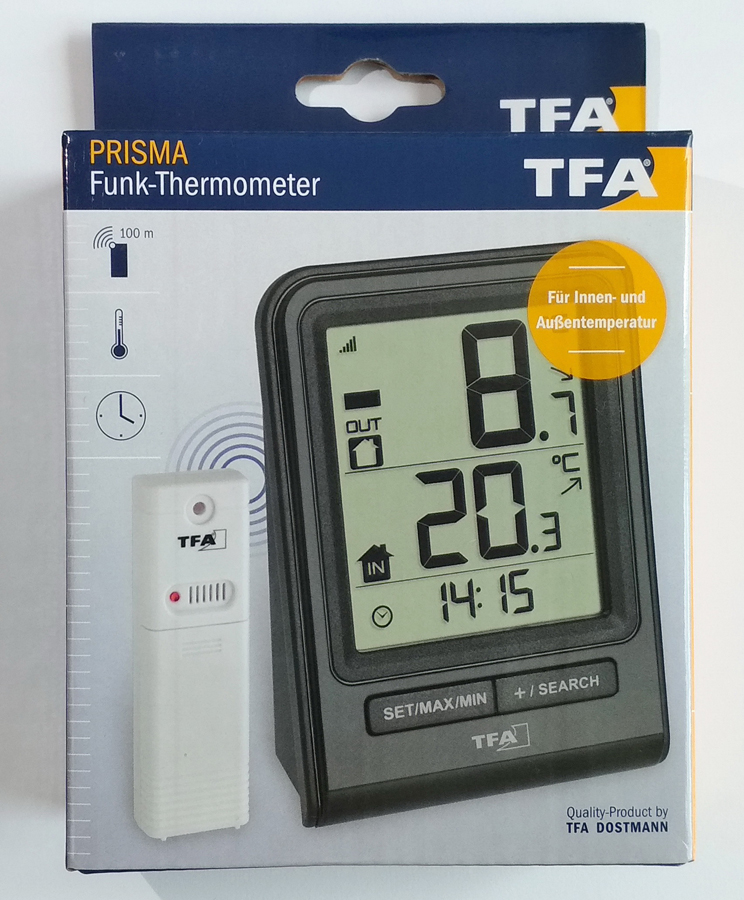 TFA®
PRISMA
Funk-Thermometer
TFA®
100 m
Für Innen- und
Außentemperatur
8.7
OUT
°C
20.3
IN
14:15
TFA
SET/MAX/MIN
+ / SEARCH
TFA
Quality-Product by
TFA DOSTMANN